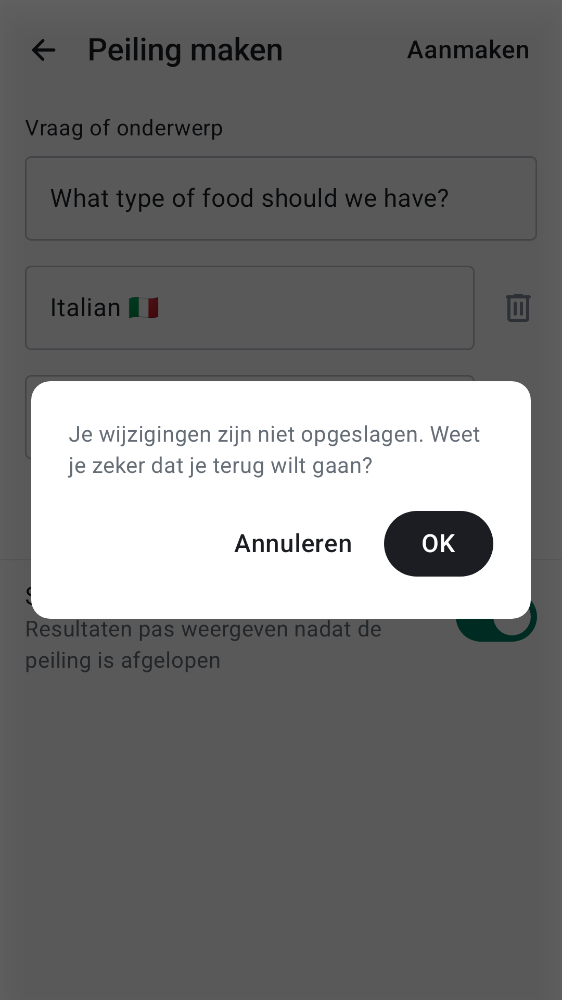 Peiling maken
Aanmaken
Vraag of onderwerp
What type of food should we have?
Italian 🇮🇹
Je wijzigingen zijn niet opgeslagen. Weet
je zeker dat je terug wilt gaan?
Annuleren
OK
Resultaten pas weergeven nadat de
peiling is afgelopen